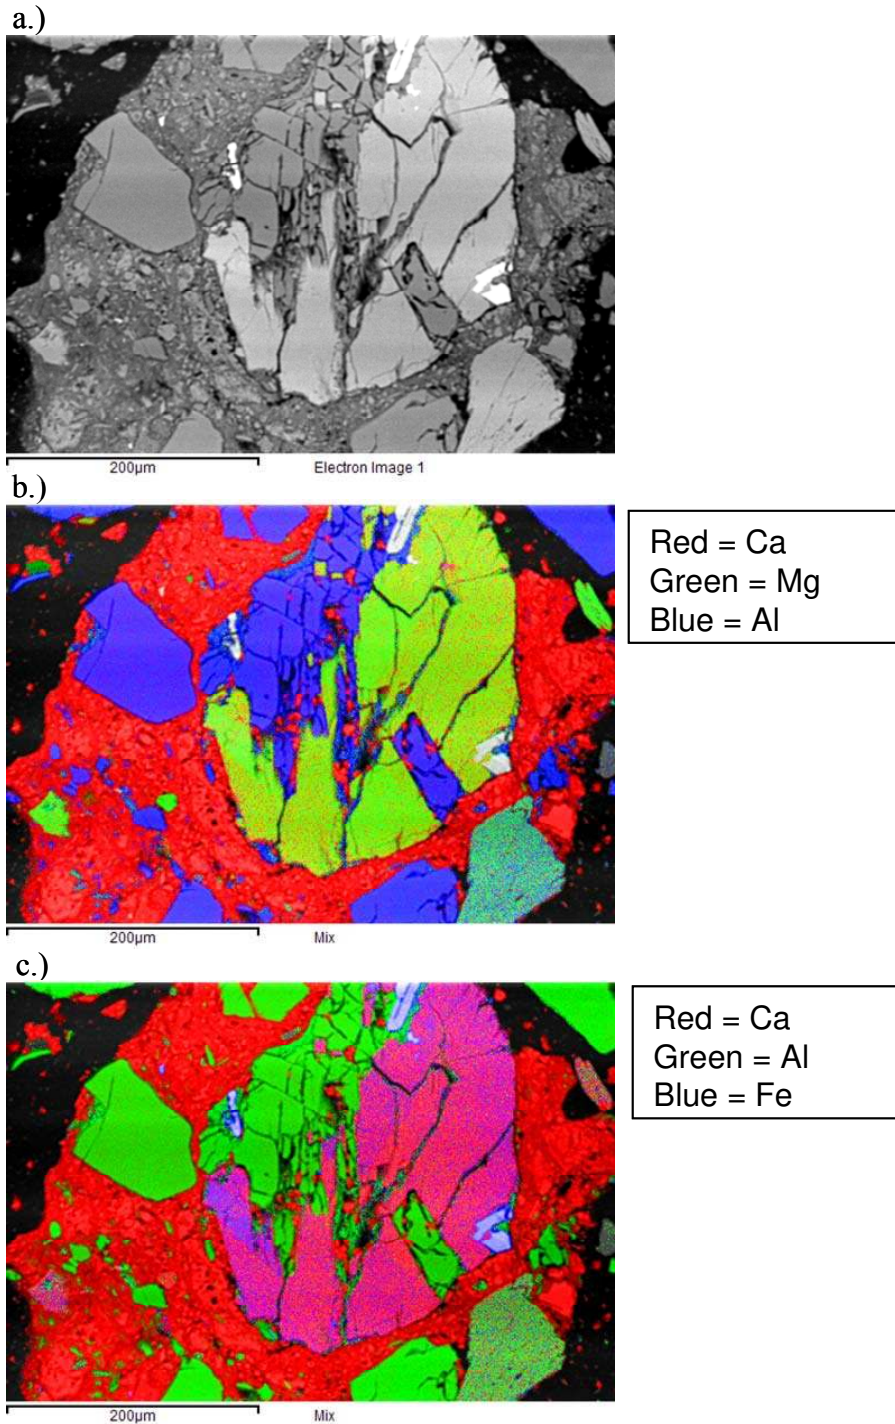 a.)
200µm Electron Image 1
b.)
Red = Ca
Green = Mg
Blue = Al
200µm Mix
c.)
Red = Ca
Green = Al
Blue = Fe
200µm Mix